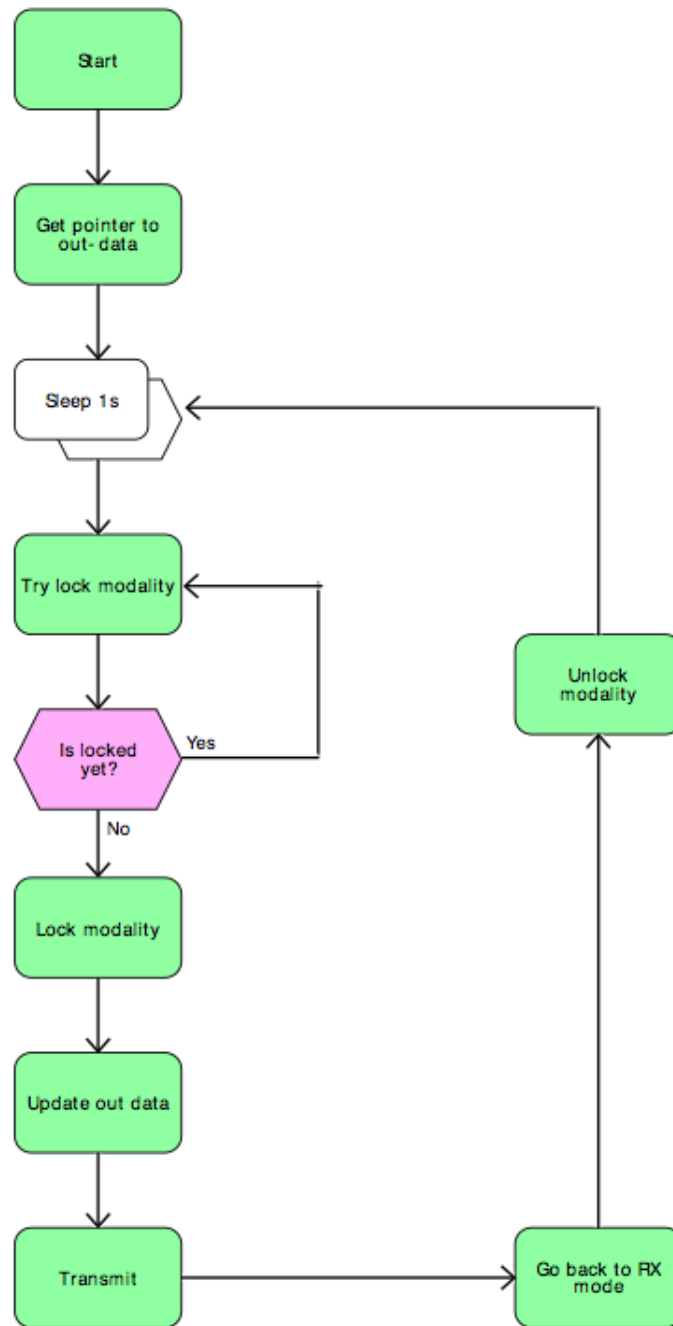 Start
Get pointer to
out- data
Sleep 1s
Try lock modality
Is locked
yet?
Yes
No
Lock modality
Update out data
Transmit
Go back to RX
mode
Unlock
modality